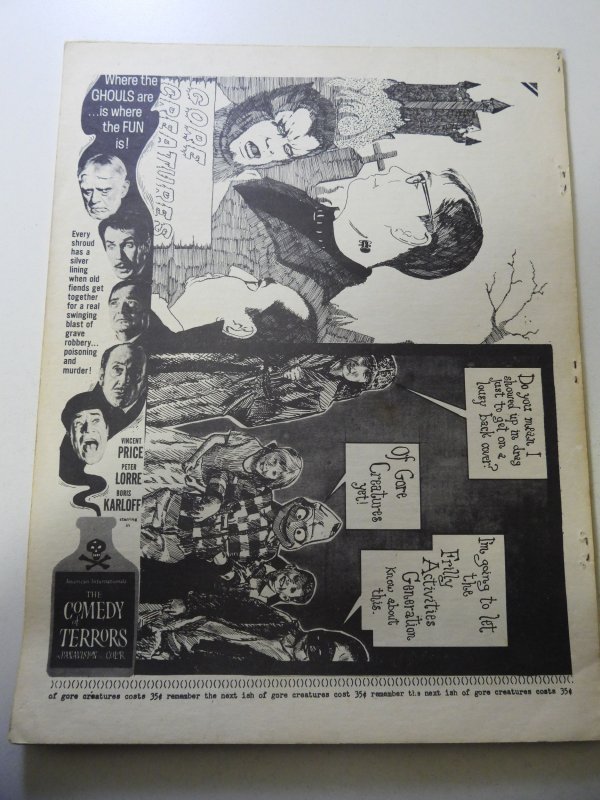 Where the
GHOULS are
...is where
the FUN
is!
Every
shroud
has a
silver
lining
when old
fiends get
together
for a real
swinging
blast of
grave
robbery...
poisoning
and
murder!
VINCENT
PRICE
PETER
LORRE
BORIS
KARLOFF
starring
in
American International's
THE
COMEDY
of
TERRORS
in PANAVISION and COLOR
GORE
CREATURES
Do you mean I
showed up in drag
just to get on a
lousy back cover?
Of Gore
Creatures
yet!
I'm going to let
the
Frilly
Activities
Generation
know about
this.
of gore creatures costs 35¢ remember the next ish of gore creatures cost 35¢ remember the next ish of gore creatures costs 35¢